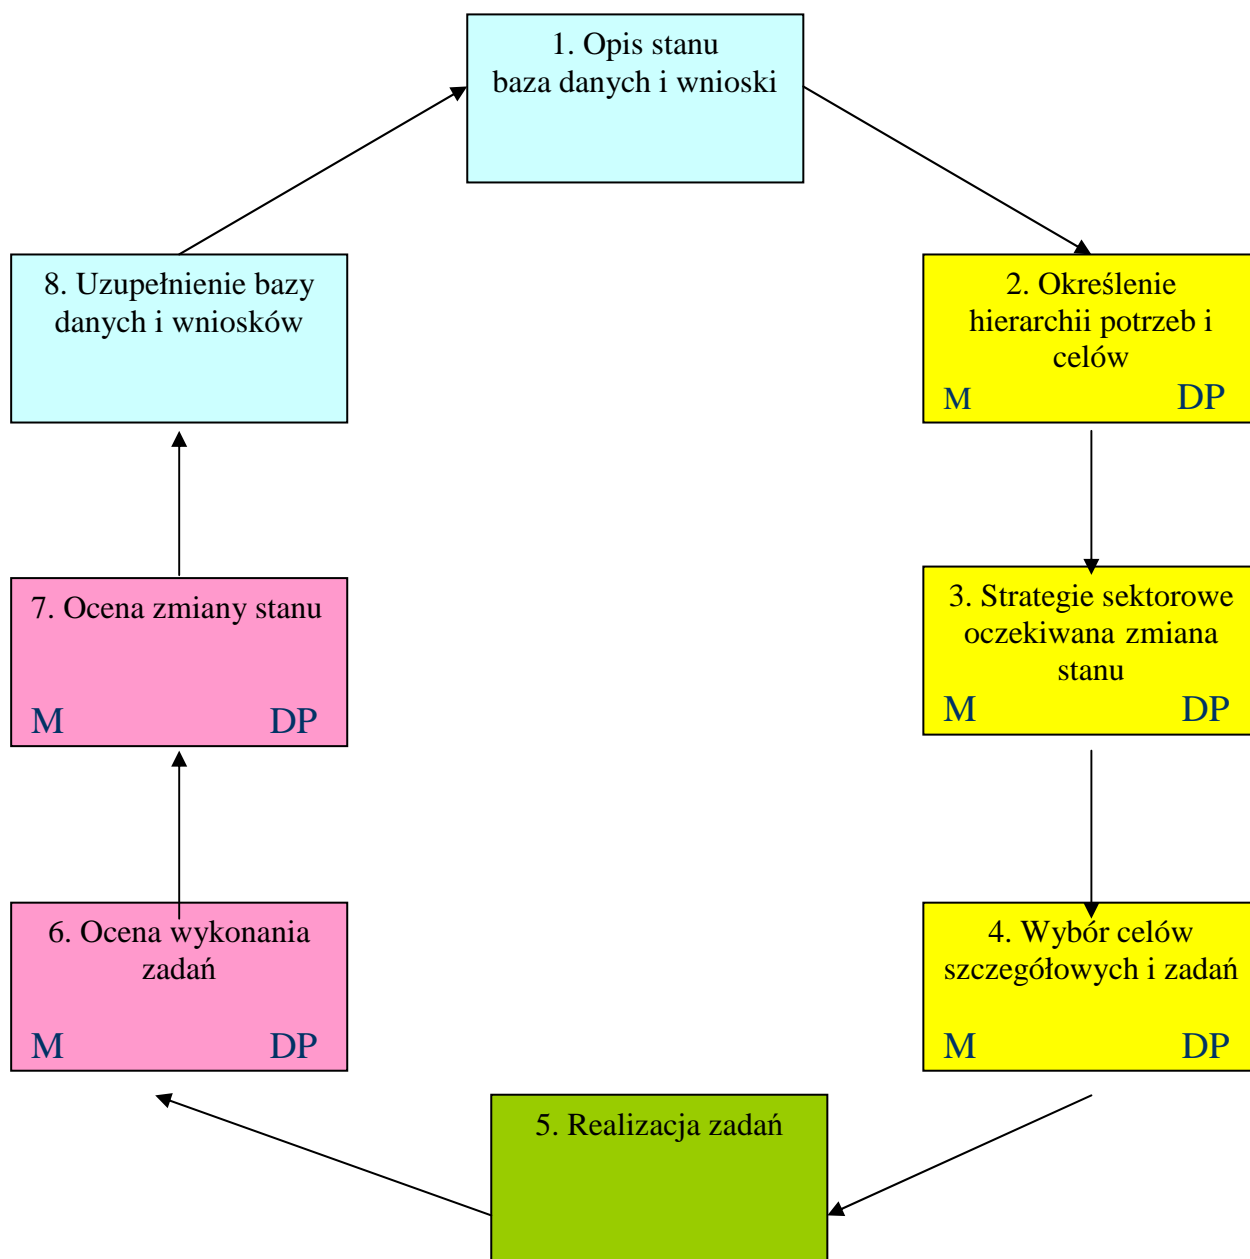 1. Opis stanu
baza danych i wnioski
2. Określenie
hierarchii potrzeb i
celów
M DP
3. Strategie sektorowe
oczekiwana zmiana
stanu
M DP
4. Wybór celów
szczegółowych i zadań
M DP
5. Realizacja zadań
6. Ocena wykonania
zadań
M DP
7. Ocena zmiany stanu
M DP
8. Uzupełnienie bazy
danych i wniosków